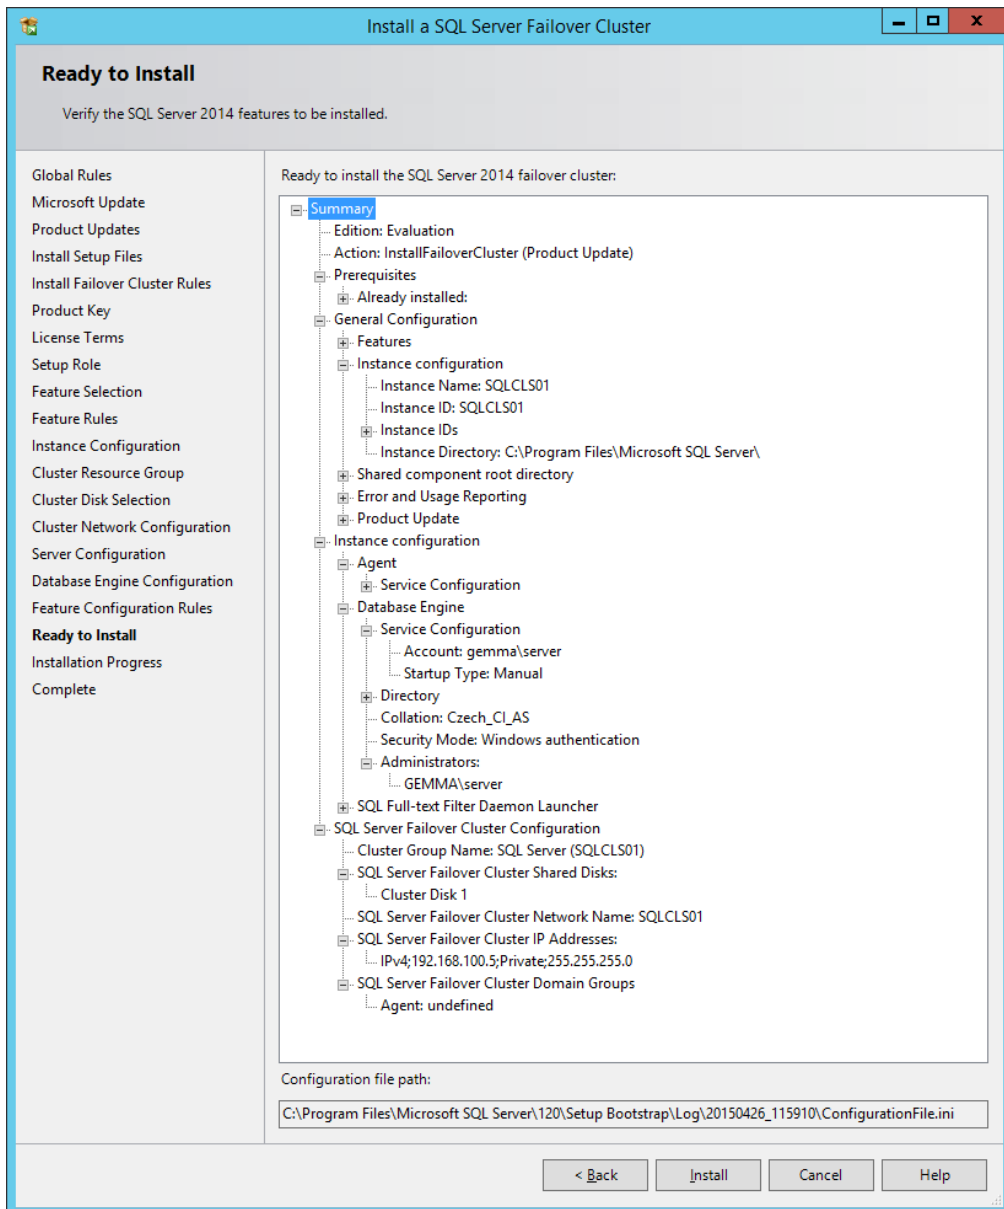 Install a SQL Server Failover Cluster
Ready to Install
Verify the SQL Server 2014 features to be installed.
Global Rules
Microsoft Update
Product Updates
Install Setup Files
Install Failover Cluster Rules
Product Key
License Terms
Setup Role
Feature Selection
Feature Rules
Instance Configuration
Cluster Resource Group
Cluster Disk Selection
Cluster Network Configuration
Server Configuration
Database Engine Configuration
Feature Configuration Rules
Ready to Install
Installation Progress
Complete
Ready to install the SQL Server 2014 failover cluster:
Summary
Edition: Evaluation
Action: InstallFailoverCluster (Product Update)
Prerequisites
Already installed:
General Configuration
Features
Instance configuration
Instance Name: SQLCLS01
Instance ID: SQLCLS01
Instance IDs
Instance Directory: C:\Program Files\Microsoft SQL Server\
Shared component root directory
Error and Usage Reporting
Product Update
Instance configuration
Agent
Service Configuration
Database Engine
Service Configuration
Account: gemma\server
Startup Type: Manual
Directory
Collation: Czech_CI_AS
Security Mode: Windows authentication
Administrators:
GEMMA\server
SQL Full-text Filter Daemon Launcher
SQL Server Failover Cluster Configuration
Cluster Group Name: SQL Server (SQLCLS01)
SQL Server Failover Cluster Shared Disks:
Cluster Disk 1
SQL Server Failover Cluster Network Name: SQLCLS01
SQL Server Failover Cluster IP Addresses:
IPv4;192.168.100.5;Private;255.255.255.0
SQL Server Failover Cluster Domain Groups
Agent: undefined
Configuration file path:
C:\Program Files\Microsoft SQL Server\120\Setup Bootstrap\Log\20150426_115910\ConfigurationFile.ini
< Back Install Cancel Help